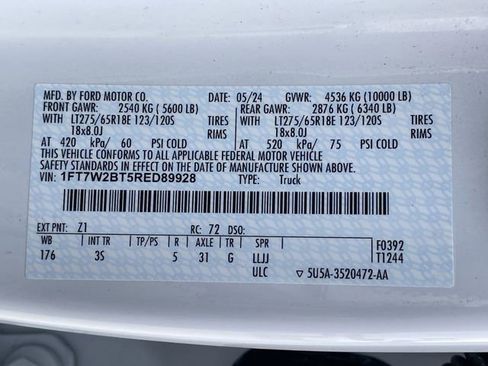 MFD. BY FORD MOTOR CO. DATE: 05/24 GVWR: 4536 KG (10000 LB)
FRONT GAWR: 2540 KG ( 5600 LB) REAR GAWR: 2876 KG ( 6340 LB)
WITH LT275/65R18E 123/120S TIRES WITH LT275/65R18E 123/120S TIRES
18x8.0J RIMS 18x8.0J RIMS
AT 420 kPa/ 60 PSI COLD AT 520 kPa/ 75 PSI COLD
THIS VEHICLE CONFORMS TO ALL APPLICABLE FEDERAL MOTOR VEHICLE
SAFETY STANDARDS IN EFFECT ON THE DATE OF MANUFACTURE SHOWN ABOVE.
VIN: 1FT7W2BT5RED89928 TYPE: Truck
EXT PNT: Z1 RC: 72 DSO: F0392
WB INT TR TP/PS R AXLE TR SPR T1244
176 3S 5 31 G LLJJ
ULC ▽ 5U5A-3520472-AA